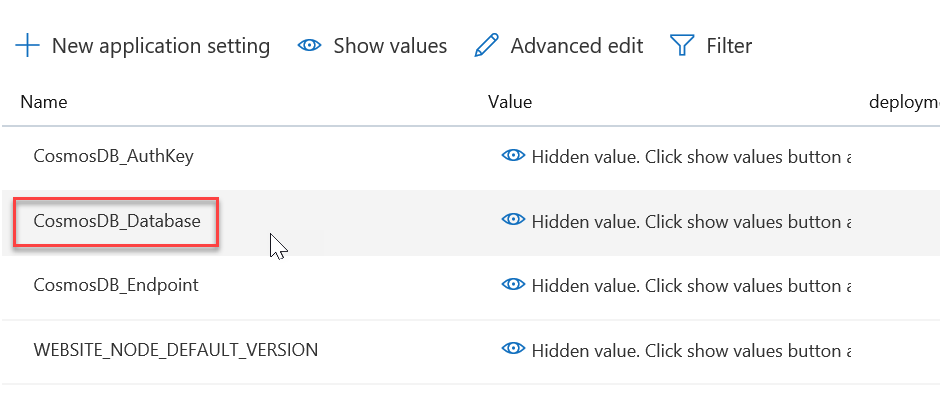 New application setting Show values Advanced edit Filter
Name Value deployme
CosmosDB_AuthKey Hidden value. Click show values button a
CosmosDB_Database Hidden value. Click show values button a
CosmosDB_Endpoint Hidden value. Click show values button a
WEBSITE_NODE_DEFAULT_VERSION Hidden value. Click show values button a